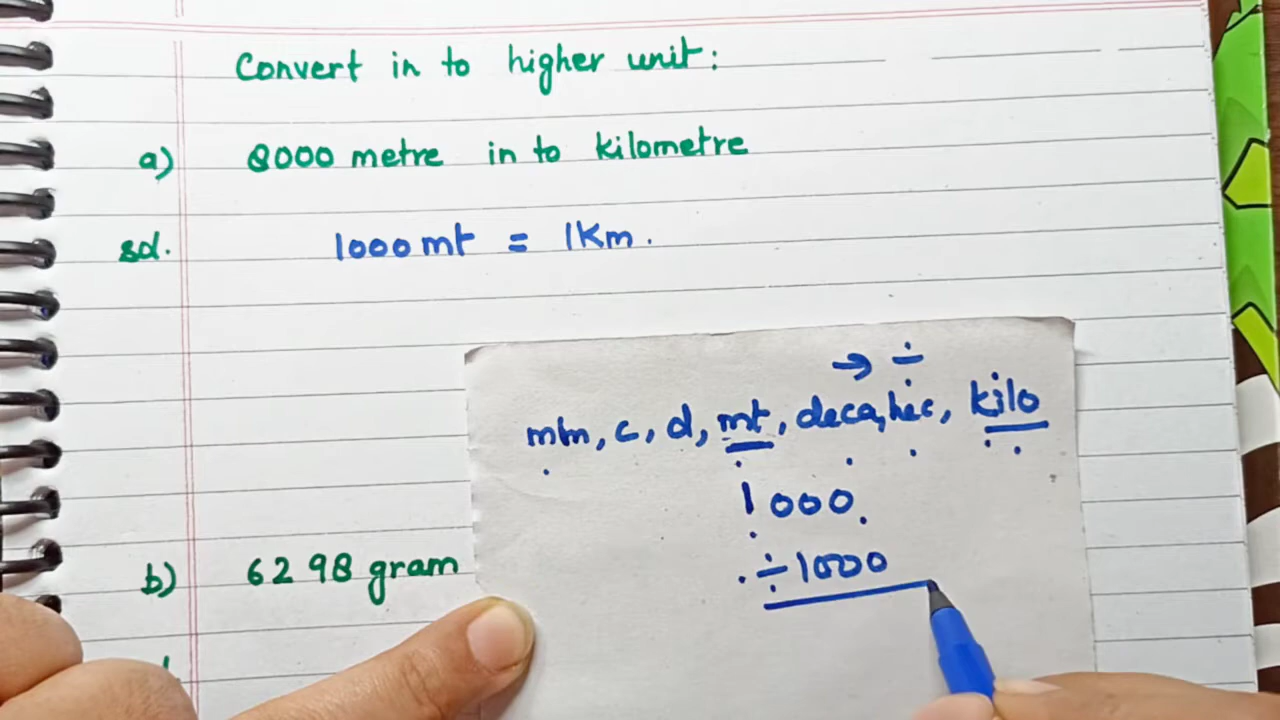 Convert in to higher unit:
a) 8000 metre in to kilometre
sol. 1000 mt = 1Km.
→ ÷
mm, c, d, mt, deca, hec, kilo
1000
÷1000
b) 6298 gram